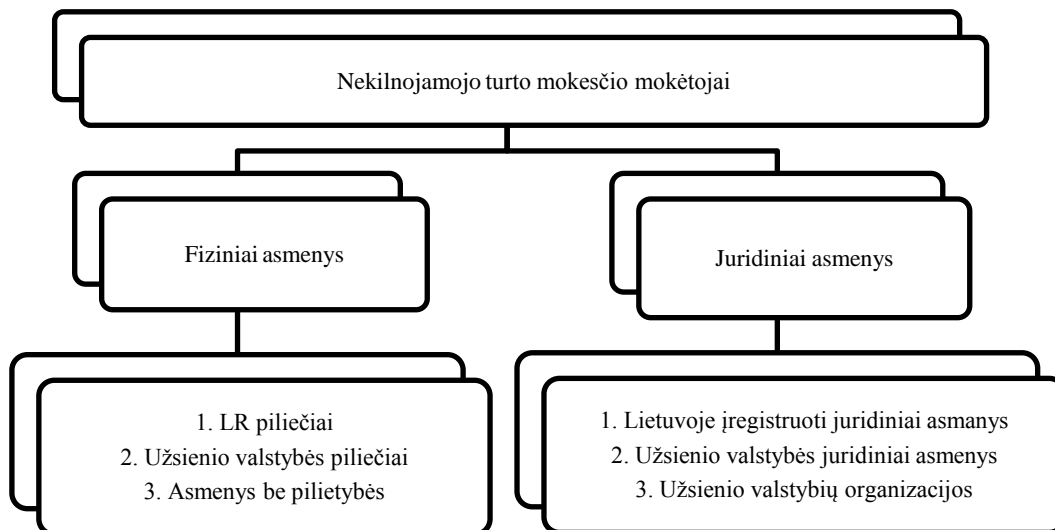 Nekilnojamojo turto mokesčio mokėtojai
Fiziniai asmenys
Juridiniai asmenys
1. LR piliečiai
2. Užsienio valstybės piliečiai
3. Asmenys be pilietybės
1. Lietuvoje įregistruoti juridiniai asmanys
2. Užsienio valstybės juridiniai asmenys
3. Užsienio valstybių organizacijos